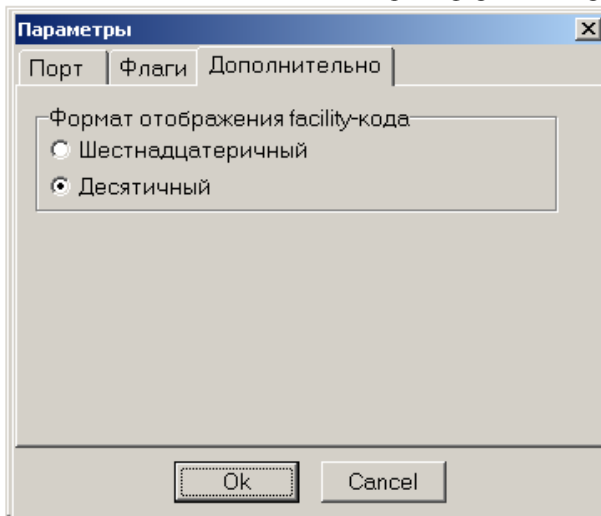 Параметры
Порт Флаги Дополнительно
Формат отображения facility-кода
Шестнадцатеричный
Десятичный
Ok Cancel